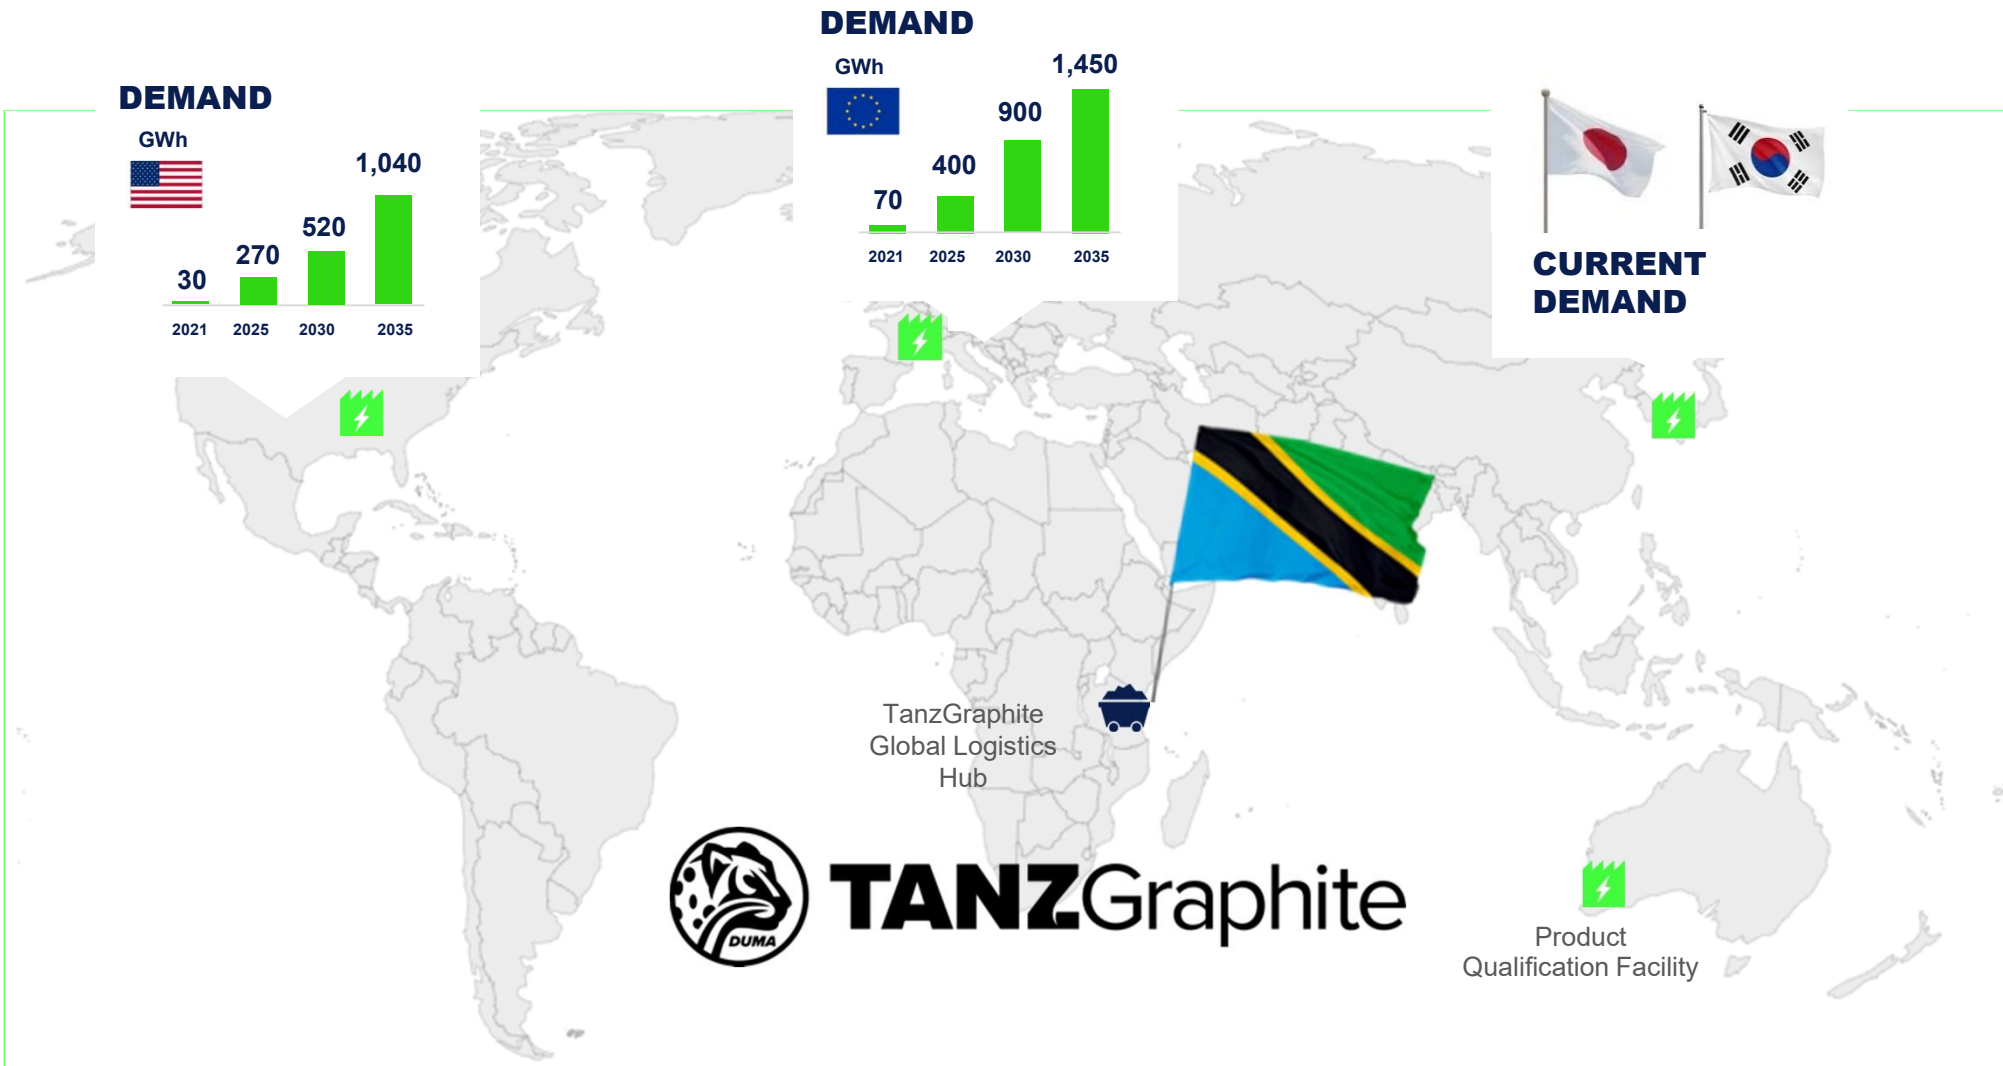 DEMAND
GWh
30
270
520
1,040
2021 2025 2030 2035
DEMAND
GWh
70
400
900
1,450
2021 2025 2030 2035
CURRENT
DEMAND
TanzGraphite
Global Logistics
Hub
DUMA
TANZGraphite
Product
Qualification Facility